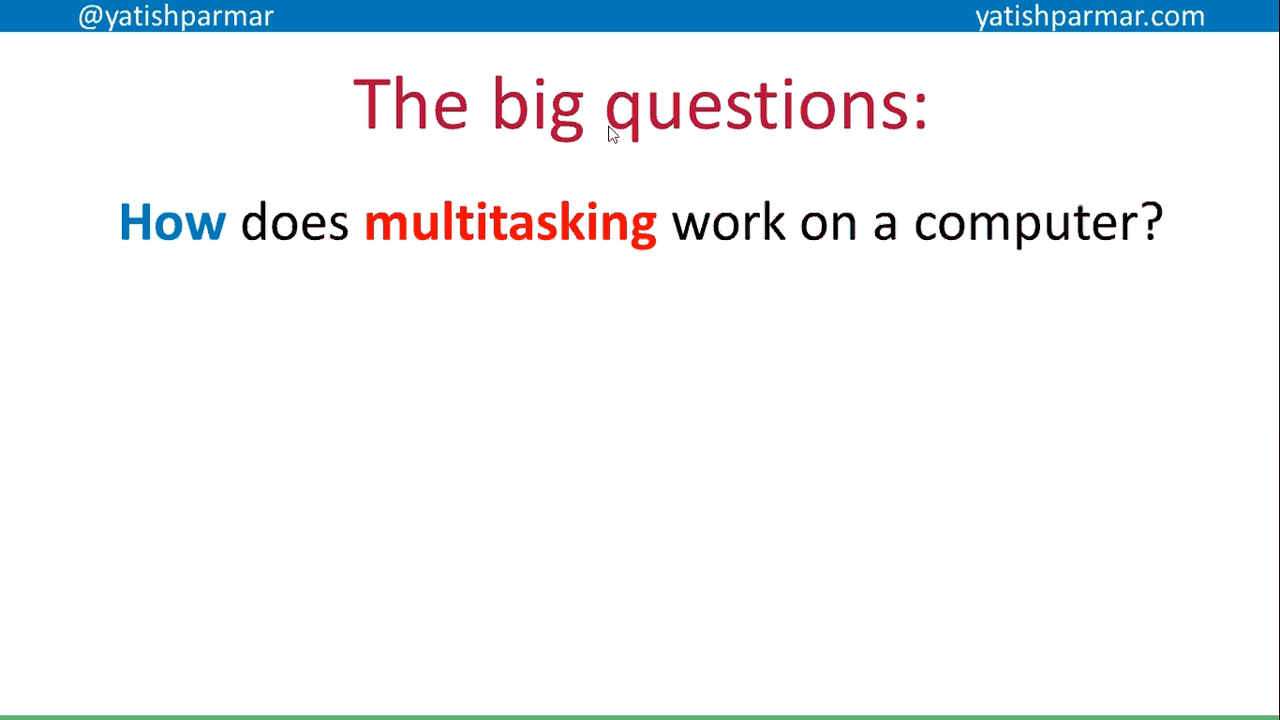 @yatishparmar
yatishparmar.com
The big questions:
How does multitasking work on a computer?